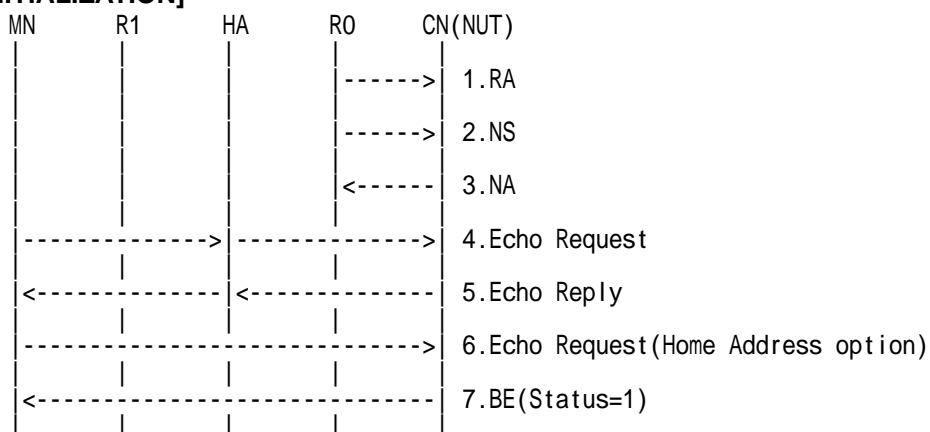 MN R1 HA R0 CN(NUT)
1.RA
2.NS
3.NA
4.Echo Request
5.Echo Reply
6.Echo Request(Home Address option)
7.BE(Status=1)